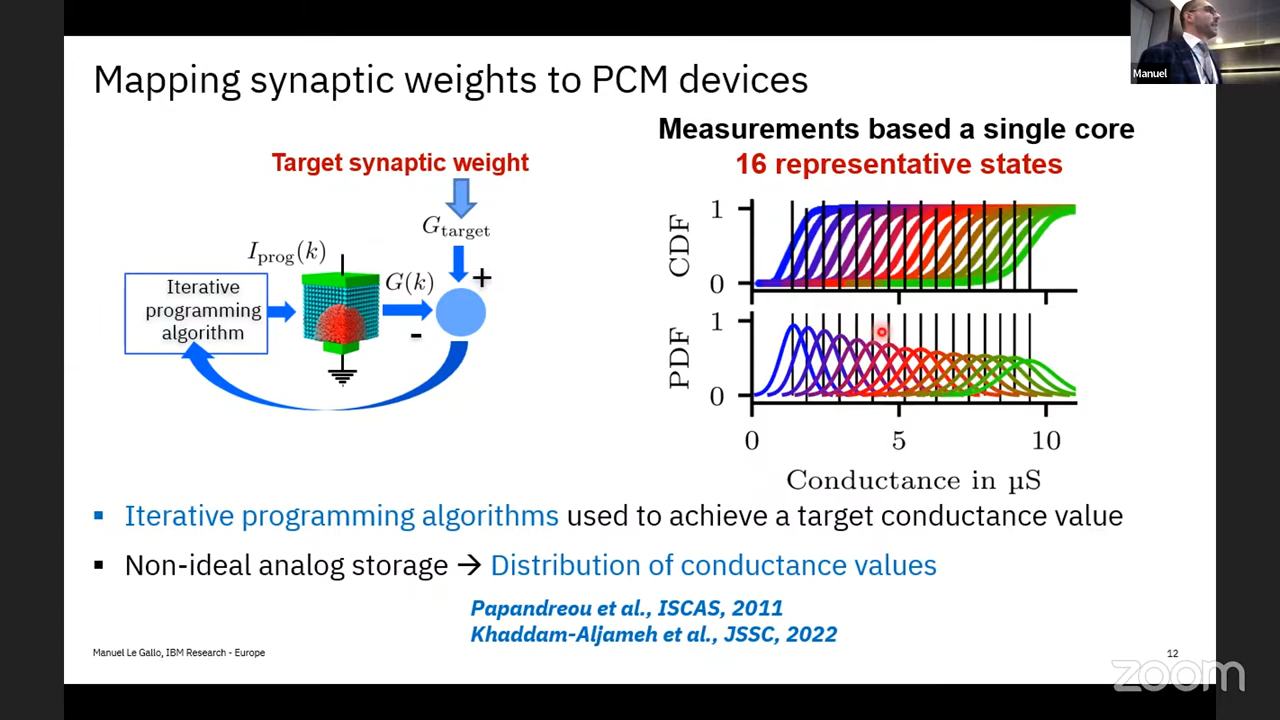 Manuel
Mapping synaptic weights to PCM devices
Measurements based a single core
16 representative states
Target synaptic weight
G_target
I_prog(k)
G(k)
+
-
Iterative
programming
algorithm
CDF
1
0
PDF
1
0
0 5 10
Conductance in µS
▪ Iterative programming algorithms used to achieve a target conductance value
▪ Non-ideal analog storage → Distribution of conductance values
Papandreou et al., ISCAS, 2011
Khaddam-Aljameh et al., JSSC, 2022
Manuel Le Gallo, IBM Research - Europe
12
zoom